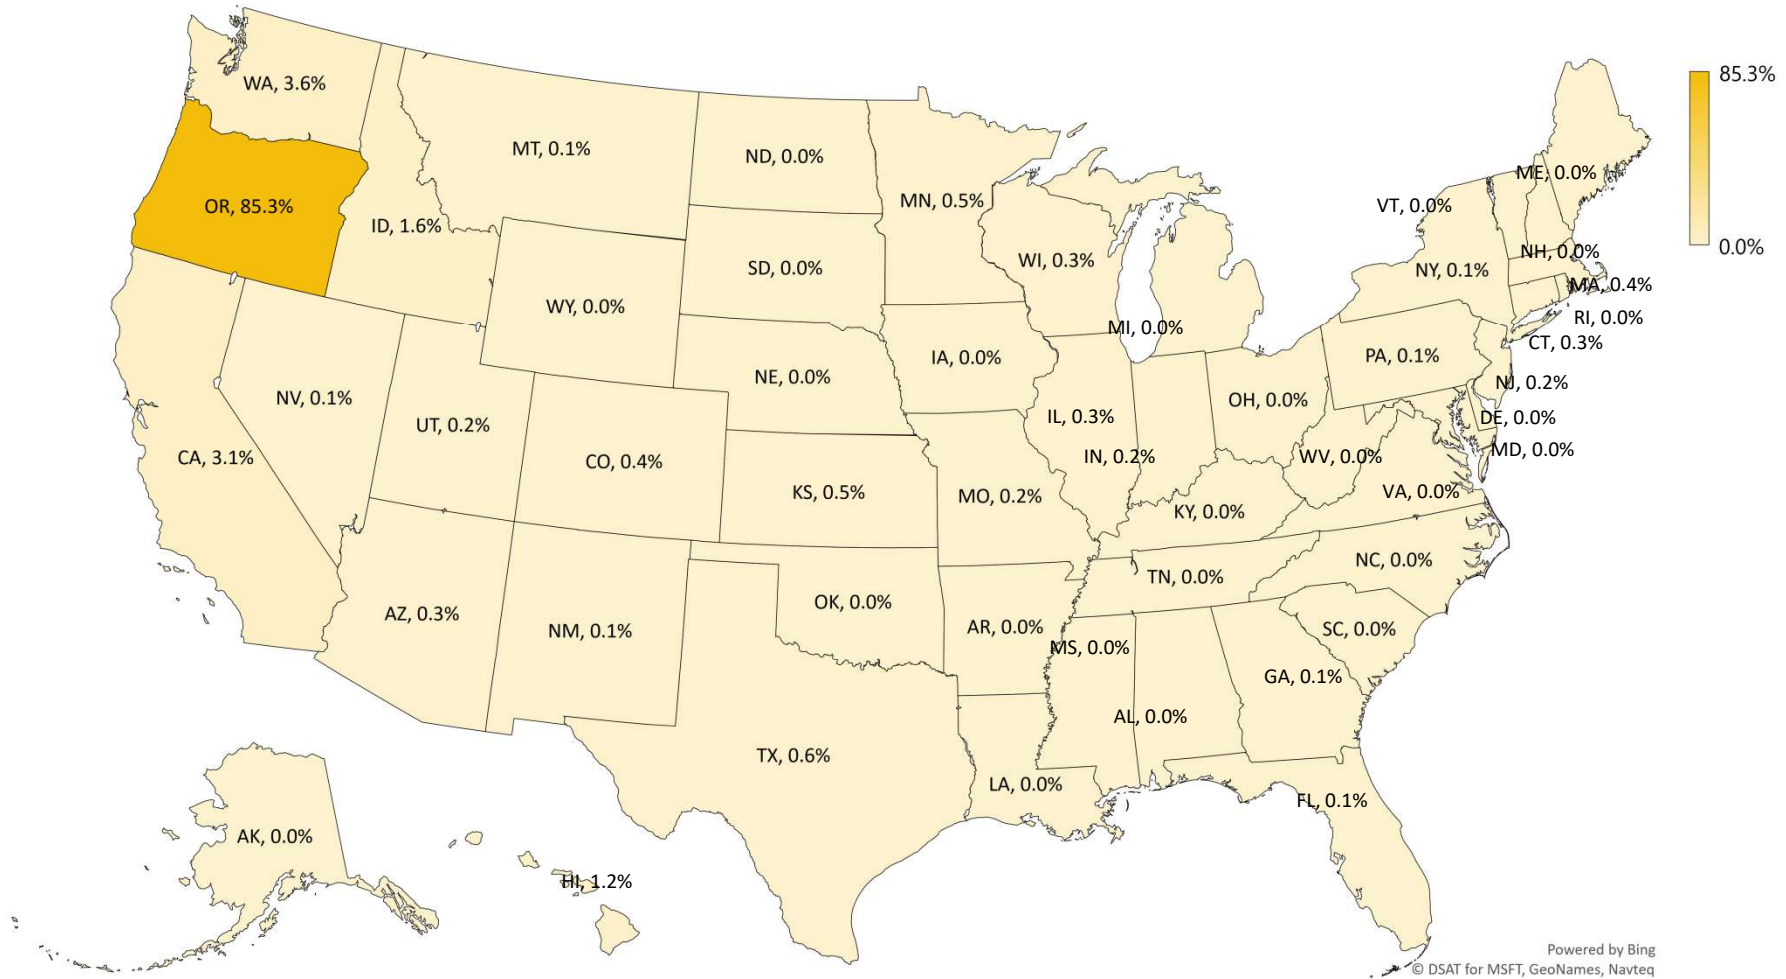 WA, 3.6%
85.3%
MT, 0.1%
ND, 0.0%
ME, 0.0%
OR, 85.3%
ID, 1.6%
MN, 0.5%
VT, 0.0%
0.0%
NH, 0.0%
WI, 0.3%
SD, 0.0%
NY, 0.1%
MA, 0.4%
WY, 0.0%
RI, 0.0%
MI, 0.0%
CT, 0.3%
IA, 0.0%
PA, 0.1%
NE, 0.0%
NJ, 0.2%
NV, 0.1%
OH, 0.0%
UT, 0.2%
IL, 0.3%
DE, 0.0%
CA, 3.1%
CO, 0.4%
IN, 0.2%
WV, 0.0%
MD, 0.0%
KS, 0.5%
MO, 0.2%
VA, 0.0%
KY, 0.0%
NC, 0.0%
TN, 0.0%
AZ, 0.3%
NM, 0.1%
OK, 0.0%
AR, 0.0%
SC, 0.0%
MS, 0.0%
GA, 0.1%
AL, 0.0%
TX, 0.6%
LA, 0.0%
FL, 0.1%
AK, 0.0%
HI, 1.2%
Powered by Bing
© DSAT for MSFT, GeoNames, Navteq